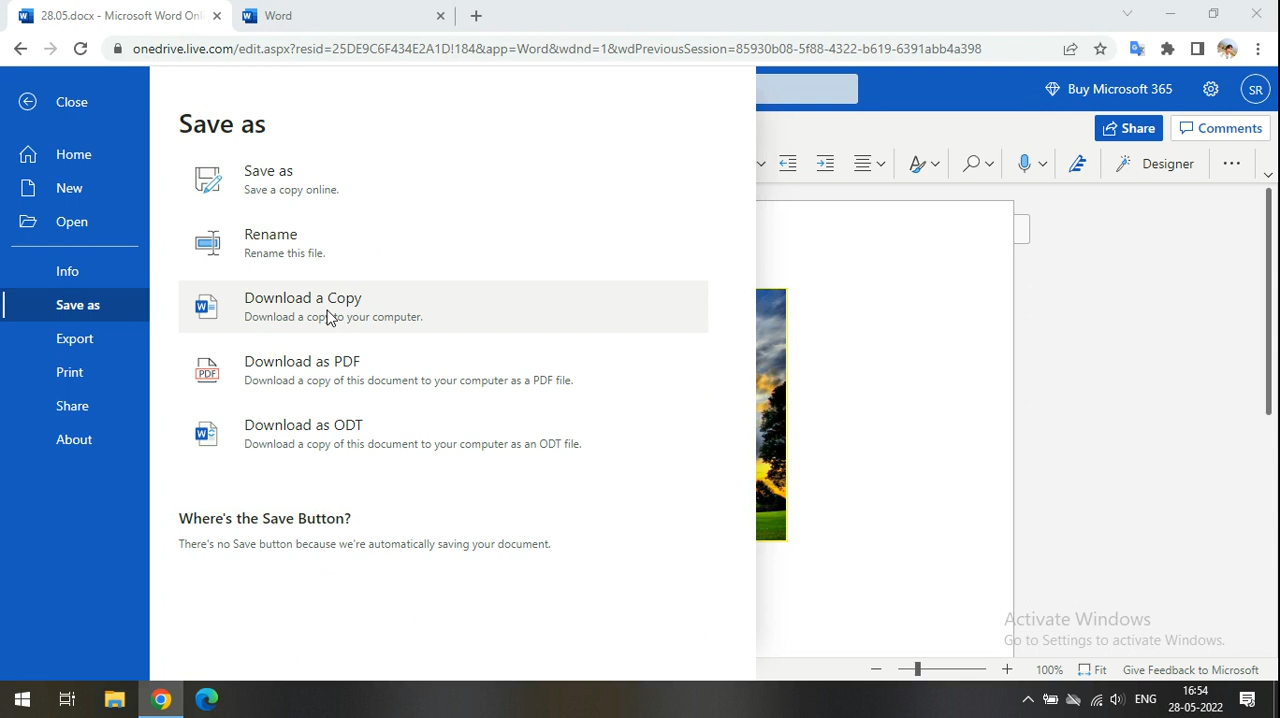 28.05.docx - Microsoft Word Onl
Word
onedrive.live.com/edit.aspx?resid=25DE9C6F434E2A1D!184&app=Word&wdnd=1&wdPreviousSession=85930b08-5f88-4322-b619-6391abb4a398
Close
Buy Microsoft 365
SR
Save as
Share
Comments
Home
Save as
Save a copy online.
Designer
New
Open
Rename
Rename this file.
Info
Save as
Download a Copy
Download a copy to your computer.
Export
Download as PDF
PDF
Download a copy of this document to your computer as a PDF file.
Print
Share
Download as ODT
Download a copy of this document to your computer as an ODT file.
About
Where's the Save Button?
There's no Save button because we're automatically saving your document.
Activate Windows
Go to Settings to activate Windows.
100%
Fit
Give Feedback to Microsoft
ENG
16:54
28-05-2022